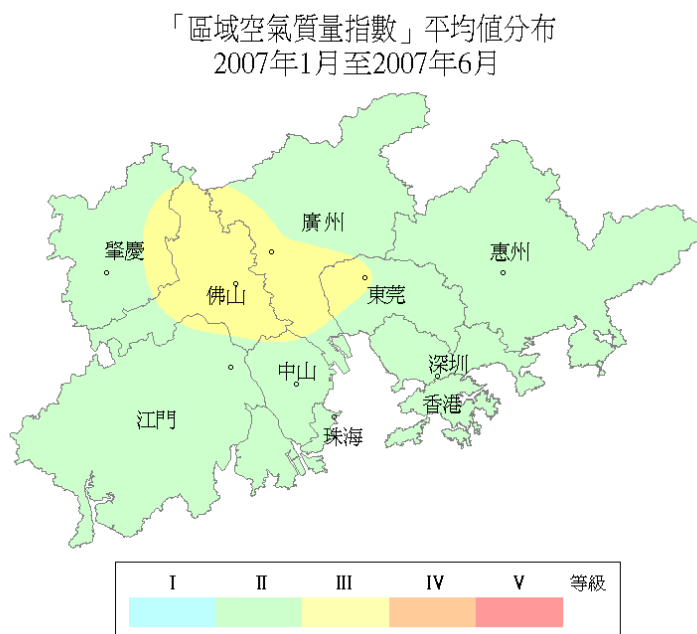 「區域空氣質量指數」平均值分布
2007年1月至2007年6月
廣州
肇慶
惠州
佛山
東莞
深圳
中山
香港
江門
珠海
I II III IV V 等級